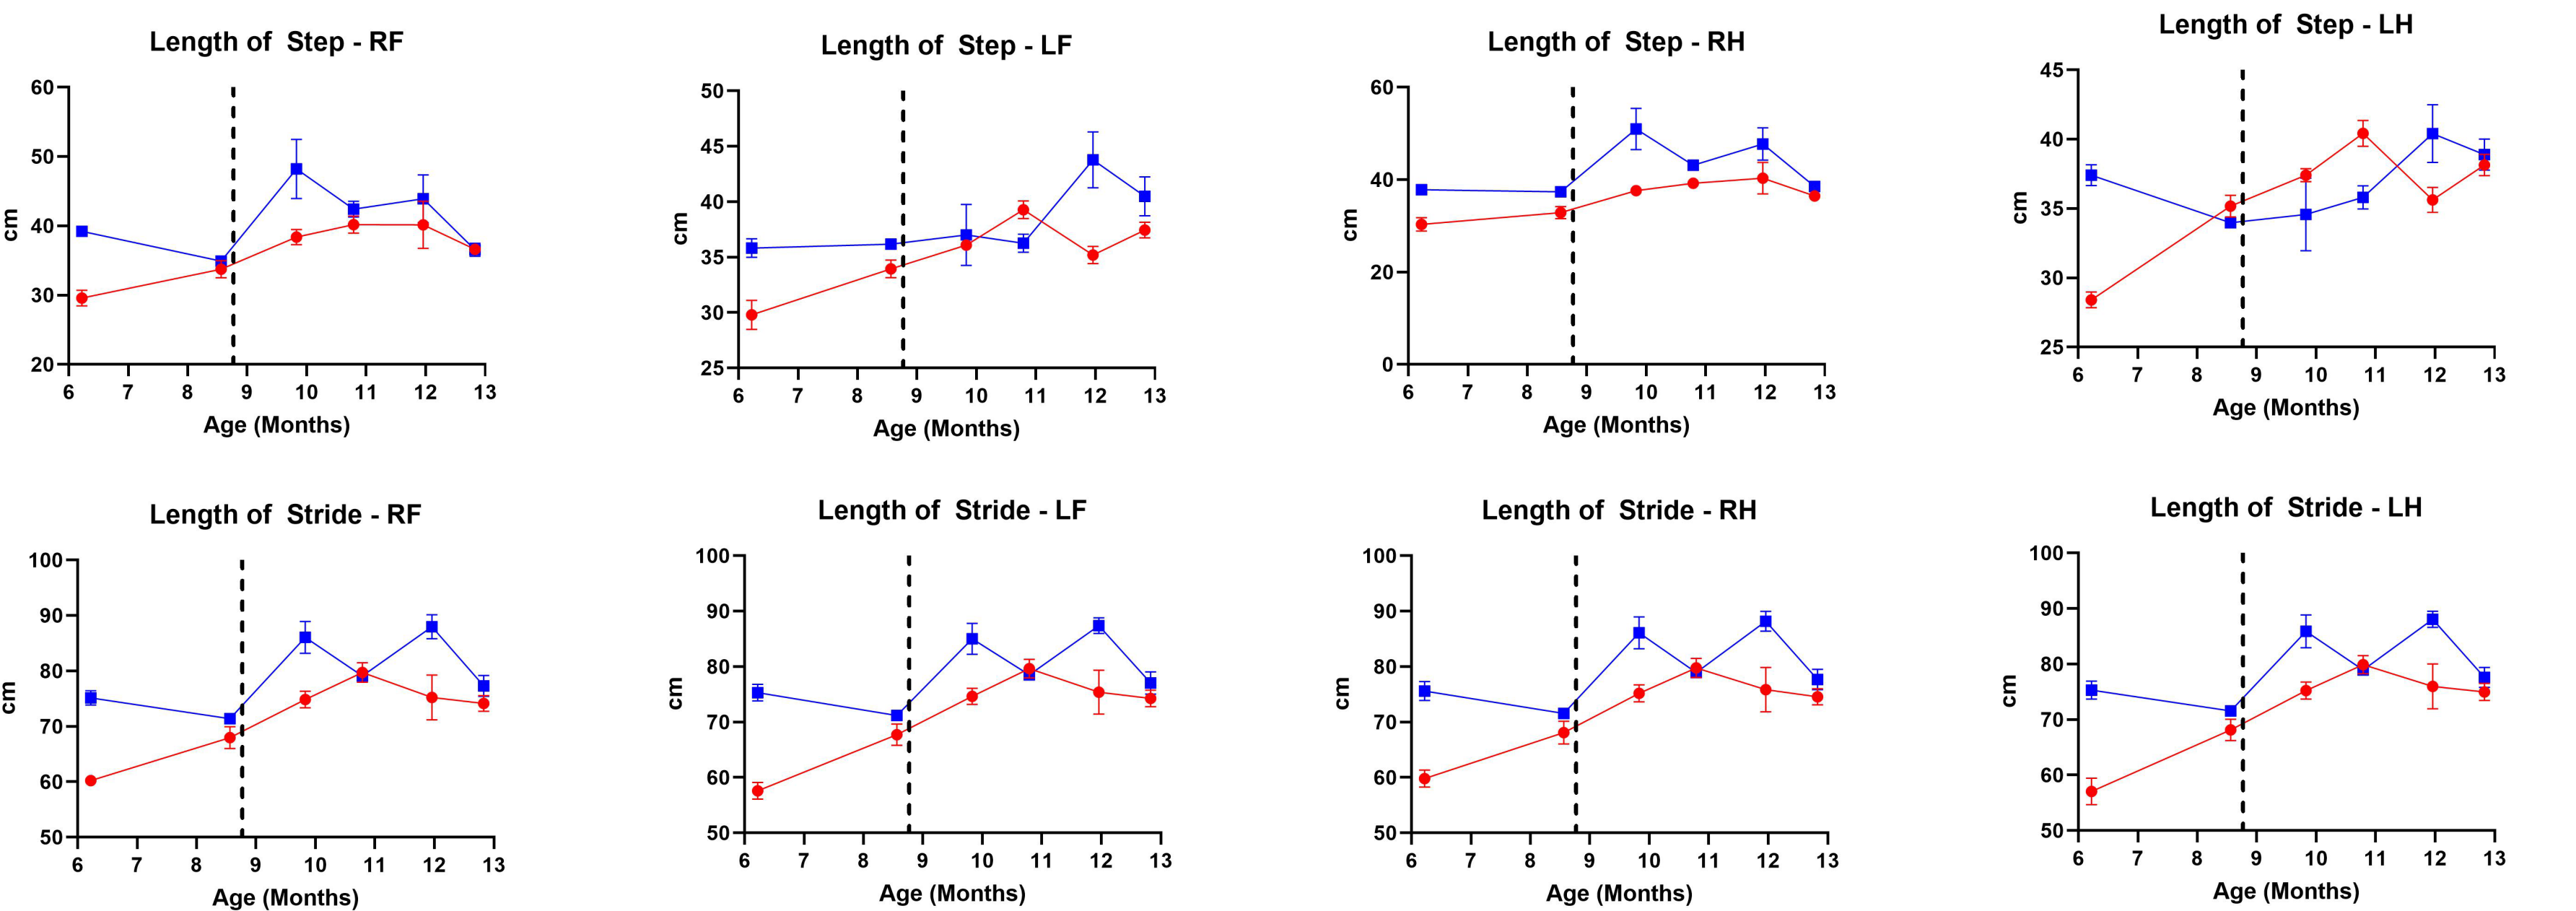 Length of Step - RF
60
50
40
30
20
cm
6 7 8 9 10 11 12 13
Age (Months)
Length of Step - LF
50
45
40
35
30
25
cm
6 7 8 9 10 11 12 13
Age (Months)
Length of Step - RH
60
40
20
0
cm
6 7 8 9 10 11 12 13
Age (Months)
Length of Step - LH
45
40
35
30
25
cm
6 7 8 9 10 11 12 13
Age (Months)
Length of Stride - RF
100
90
80
70
60
50
cm
6 7 8 9 10 11 12 13
Age (Months)
Length of Stride - LF
100
90
80
70
60
50
cm
6 7 8 9 10 11 12 13
Age (Months)
Length of Stride - RH
100
90
80
70
60
50
cm
6 7 8 9 10 11 12 13
Age (Months)
Length of Stride - LH
100
90
80
70
60
50
cm
6 7 8 9 10 11 12 13
Age (Months)